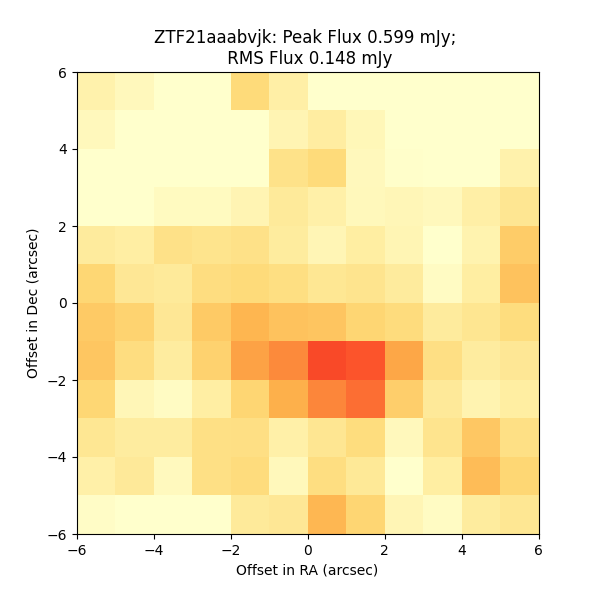 ZTF21aaabvjk: Peak Flux 0.599 mJy;
RMS Flux 0.148 mJy
6
4
2
0
−2
−4
−6
Offset in Dec (arcsec)
−6 −4 −2 0 2 4 6
Offset in RA (arcsec)